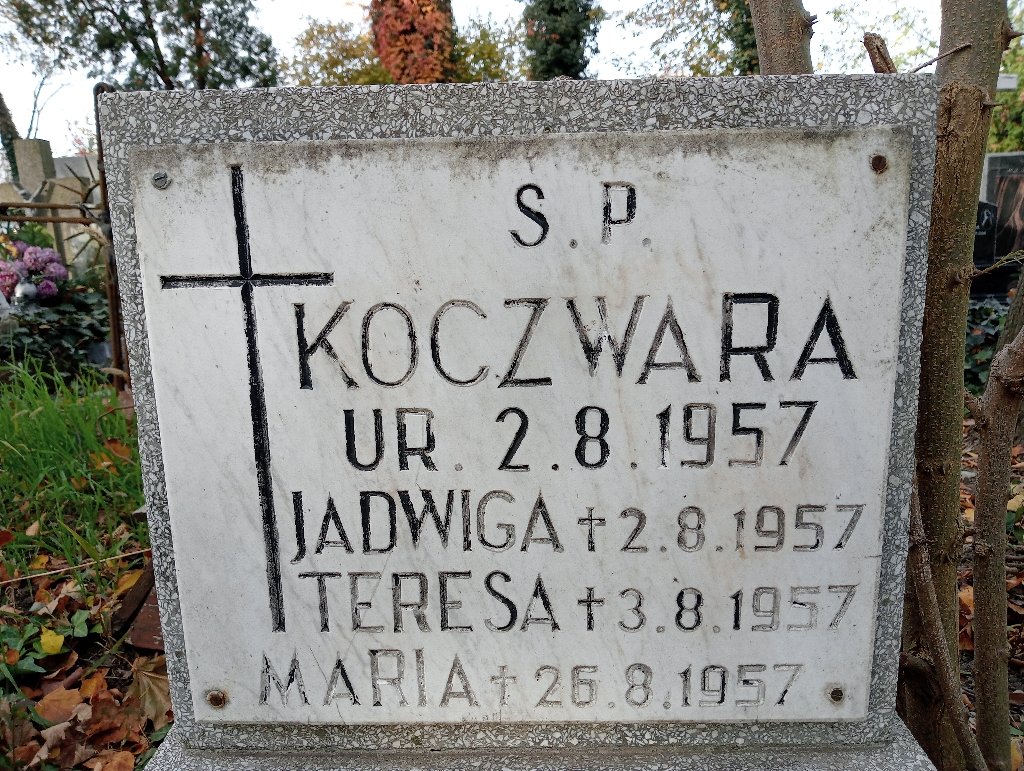 S.P.
KOCZWARA
UR. 2.8.1957
JADWIGA + 2.8.1957
TERESA + 3.8.1957
MARIA + 26.8.1957